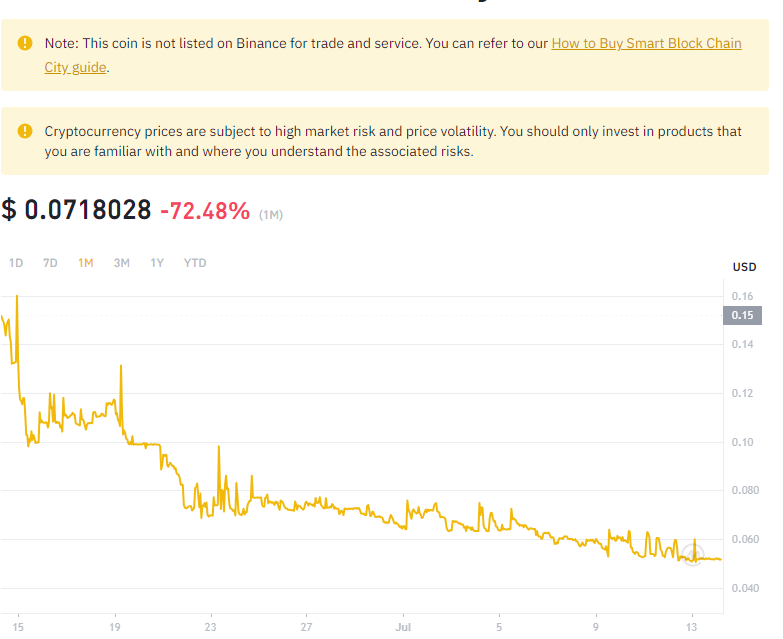 Note: This coin is not listed on Binance for trade and service. You can refer to our How to Buy Smart Block Chain
City guide.
Cryptocurrency prices are subject to high market risk and price volatility. You should only invest in products that
you are familiar with and where you understand the associated risks.
$ 0.0718028 -72.48% (1M)
1D 7D 1M 3M 1Y YTD
USD
0.16
0.15
0.14
0.12
0.10
0.080
0.060
0.040
15 19 23 27 Jul 5 9 13